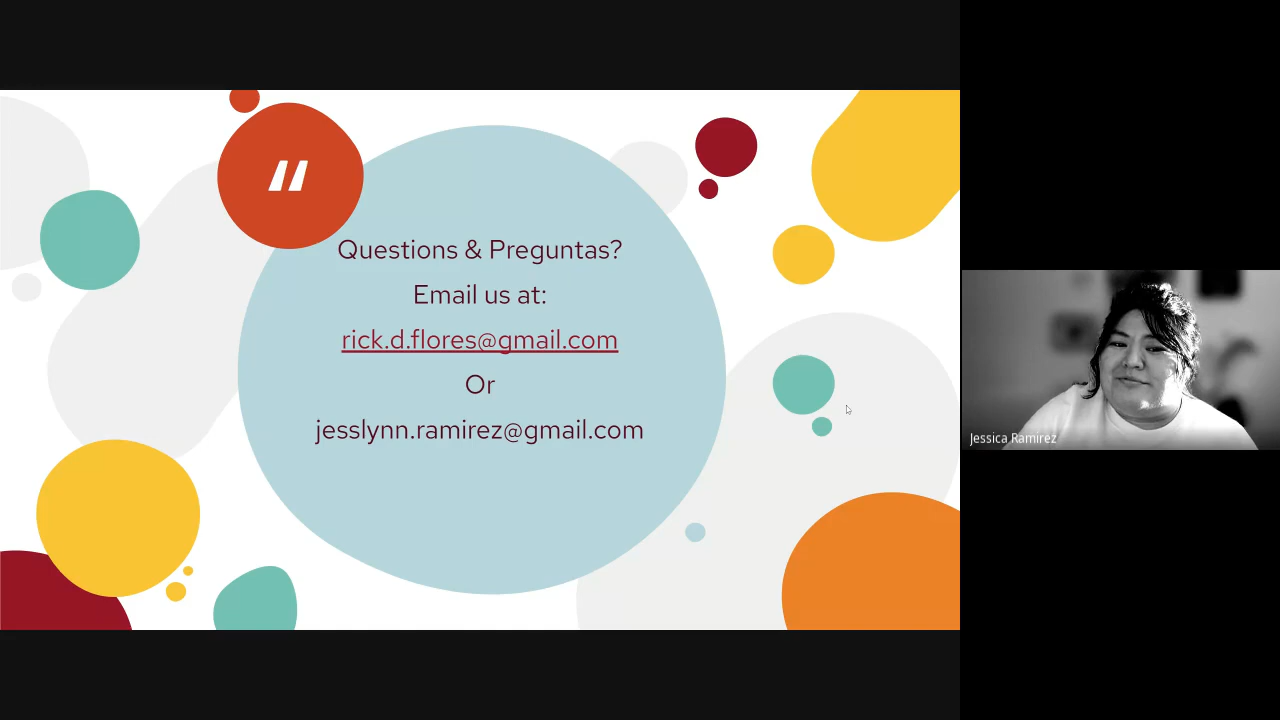 "
Questions & Preguntas?
Email us at:
rick.d.flores@gmail.com
Or
jesslynn.ramirez@gmail.com
Jessica Ramirez